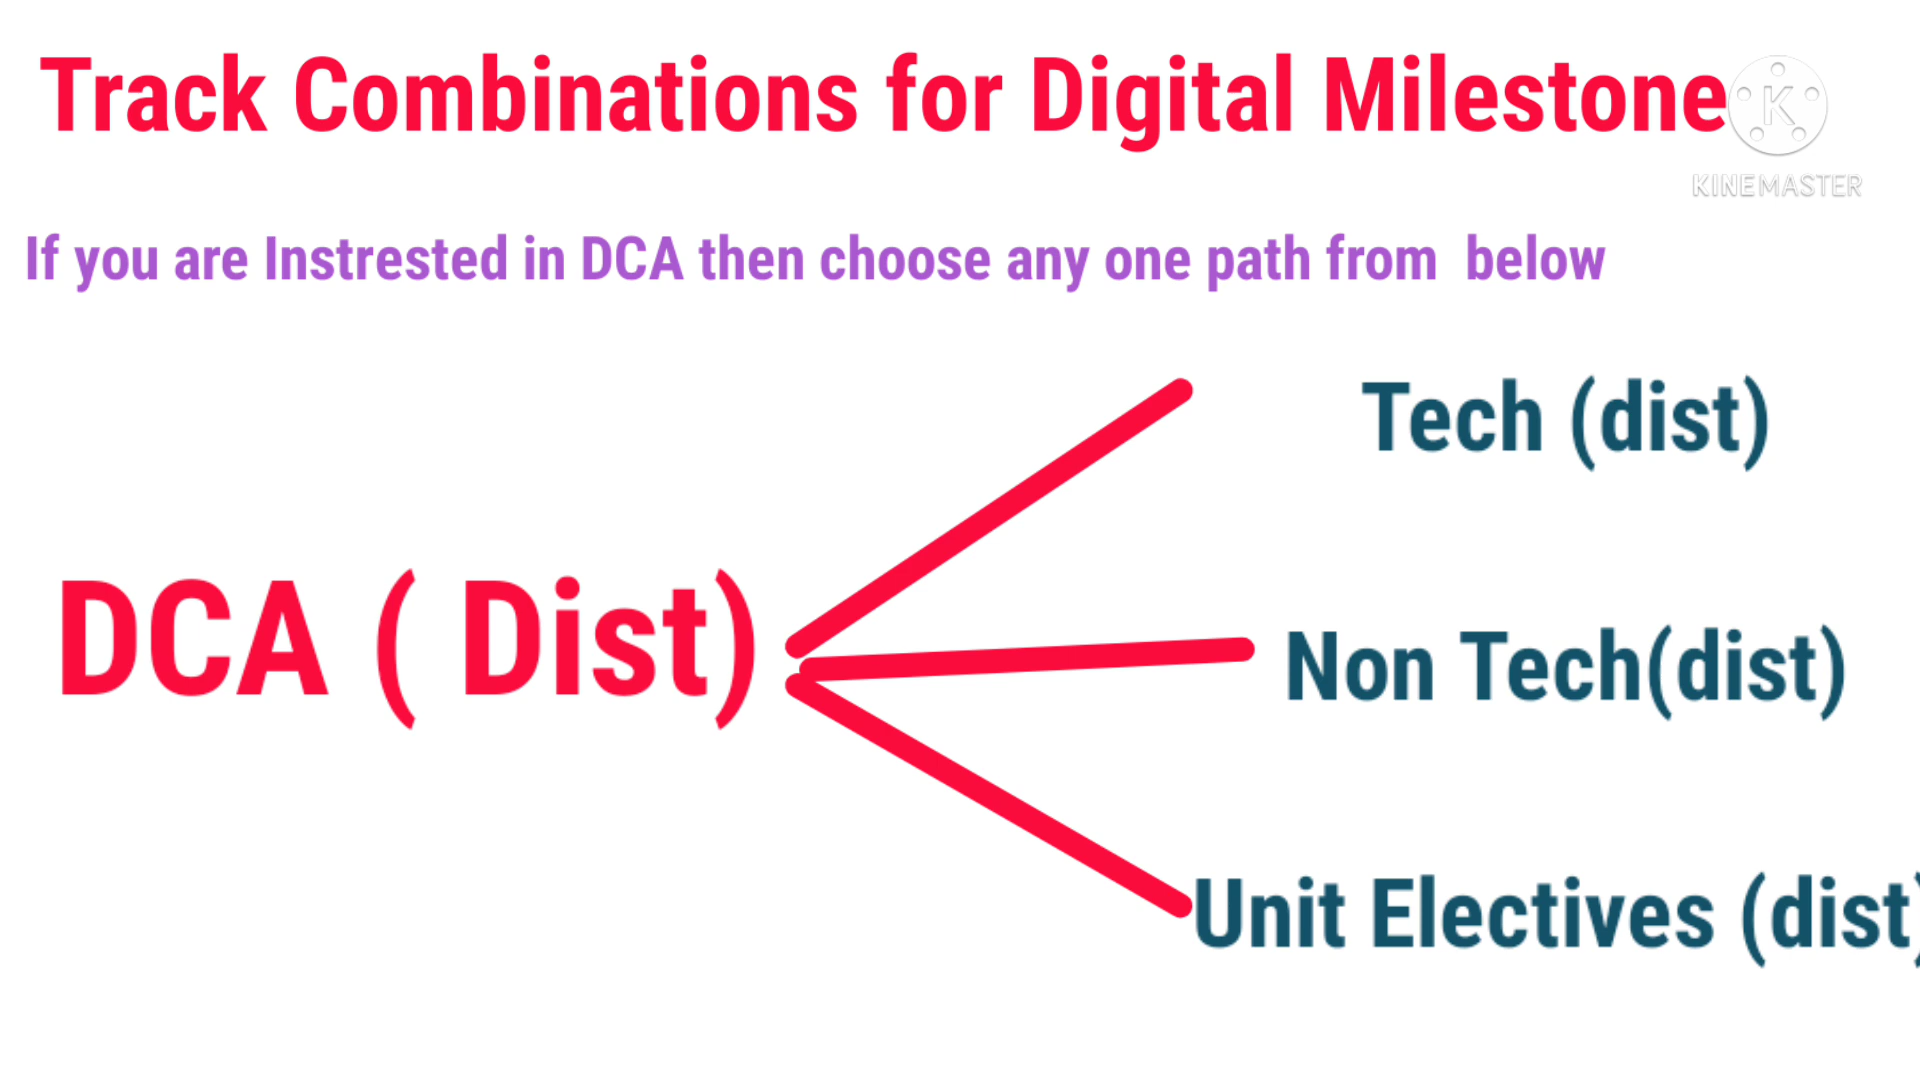 Track Combinations for Digital Milestone
K
KINEMASTER
If you are Instrested in DCA then choose any one path from below
Tech (dist)
DCA ( Dist)
Non Tech(dist)
Unit Electives (dist)